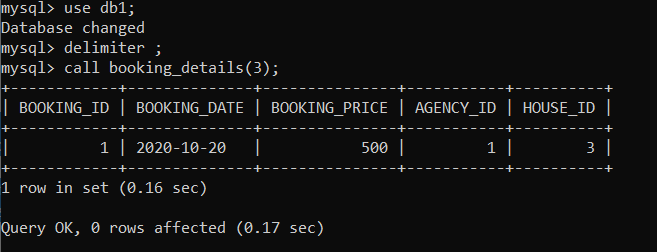 mysql> use db1;
Database changed
mysql> delimiter ;
mysql> call booking_details(3);
+------------+--------------+---------------+-----------+----------+
| BOOKING_ID | BOOKING_DATE | BOOKING_PRICE | AGENCY_ID | HOUSE_ID |
+------------+--------------+---------------+-----------+----------+
|          1 | 2020-10-20   |           500 |         1 |        3 |
+------------+--------------+---------------+-----------+----------+
1 row in set (0.16 sec)
Query OK, 0 rows affected (0.17 sec)